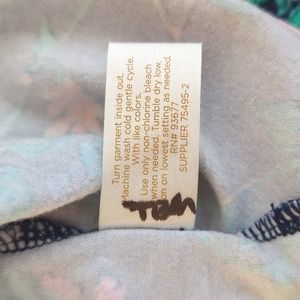 Turn garment inside out.
Machine wash cold gentle cycle.
With like colors.
Use only non-chlorine bleach
when needed. Tumble dry low.
on on lowest setting as needed.
RN# 93677
SUPPLIER 75495-2